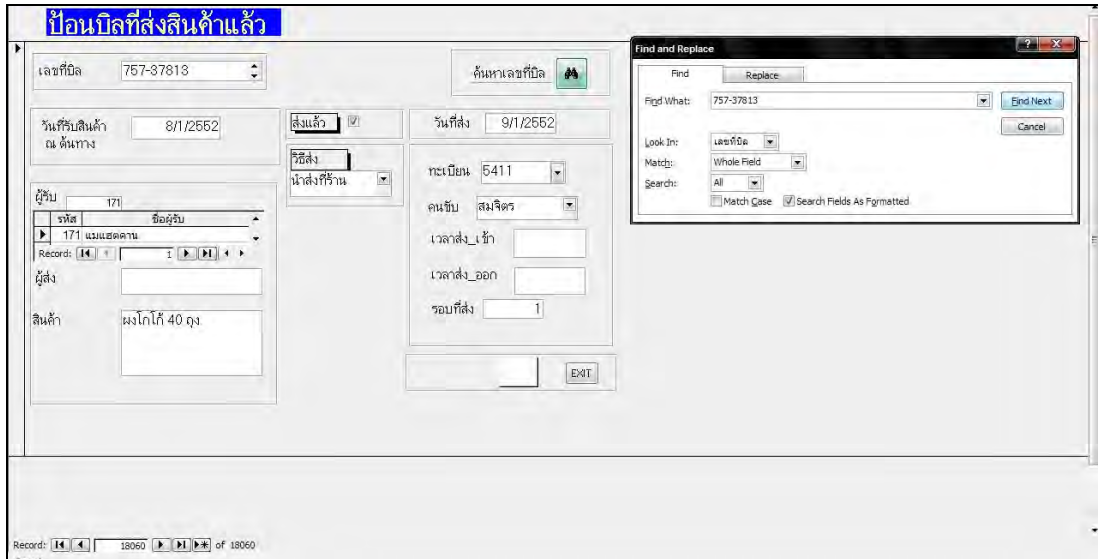 ป้อนบิลที่ส่งสินค้าแล้ว
เลขที่บิล 757-37813
ค้นหาเลขที่บิล
วันที่รับสินค้า 8/1/2552
ณ ต้นทาง
ส่งแล้ว
วันที่ส่ง 9/1/2552
วิธีส่ง
นำส่งที่ร้าน
ทะเบียน 5411
คนขับ สมจิตร
เวลาส่ง_เข้า
เวลาส่ง_ออก
รอบที่ส่ง 1
ผู้รับ 171
รหัส ชื่อผู้รับ
171 แมแฮดดาน
Record: 1
ผู้ส่ง
สินค้า ผงโกโก้ 40 ถุง
EXIT
Find and Replace
Find Replace
Find What: 757-37813 Find Next
Cancel
Look In: เลขที่บิล
Match: Whole Field
Search: All
Match Case Search Fields As Formatted
Record: 18060 of 18060